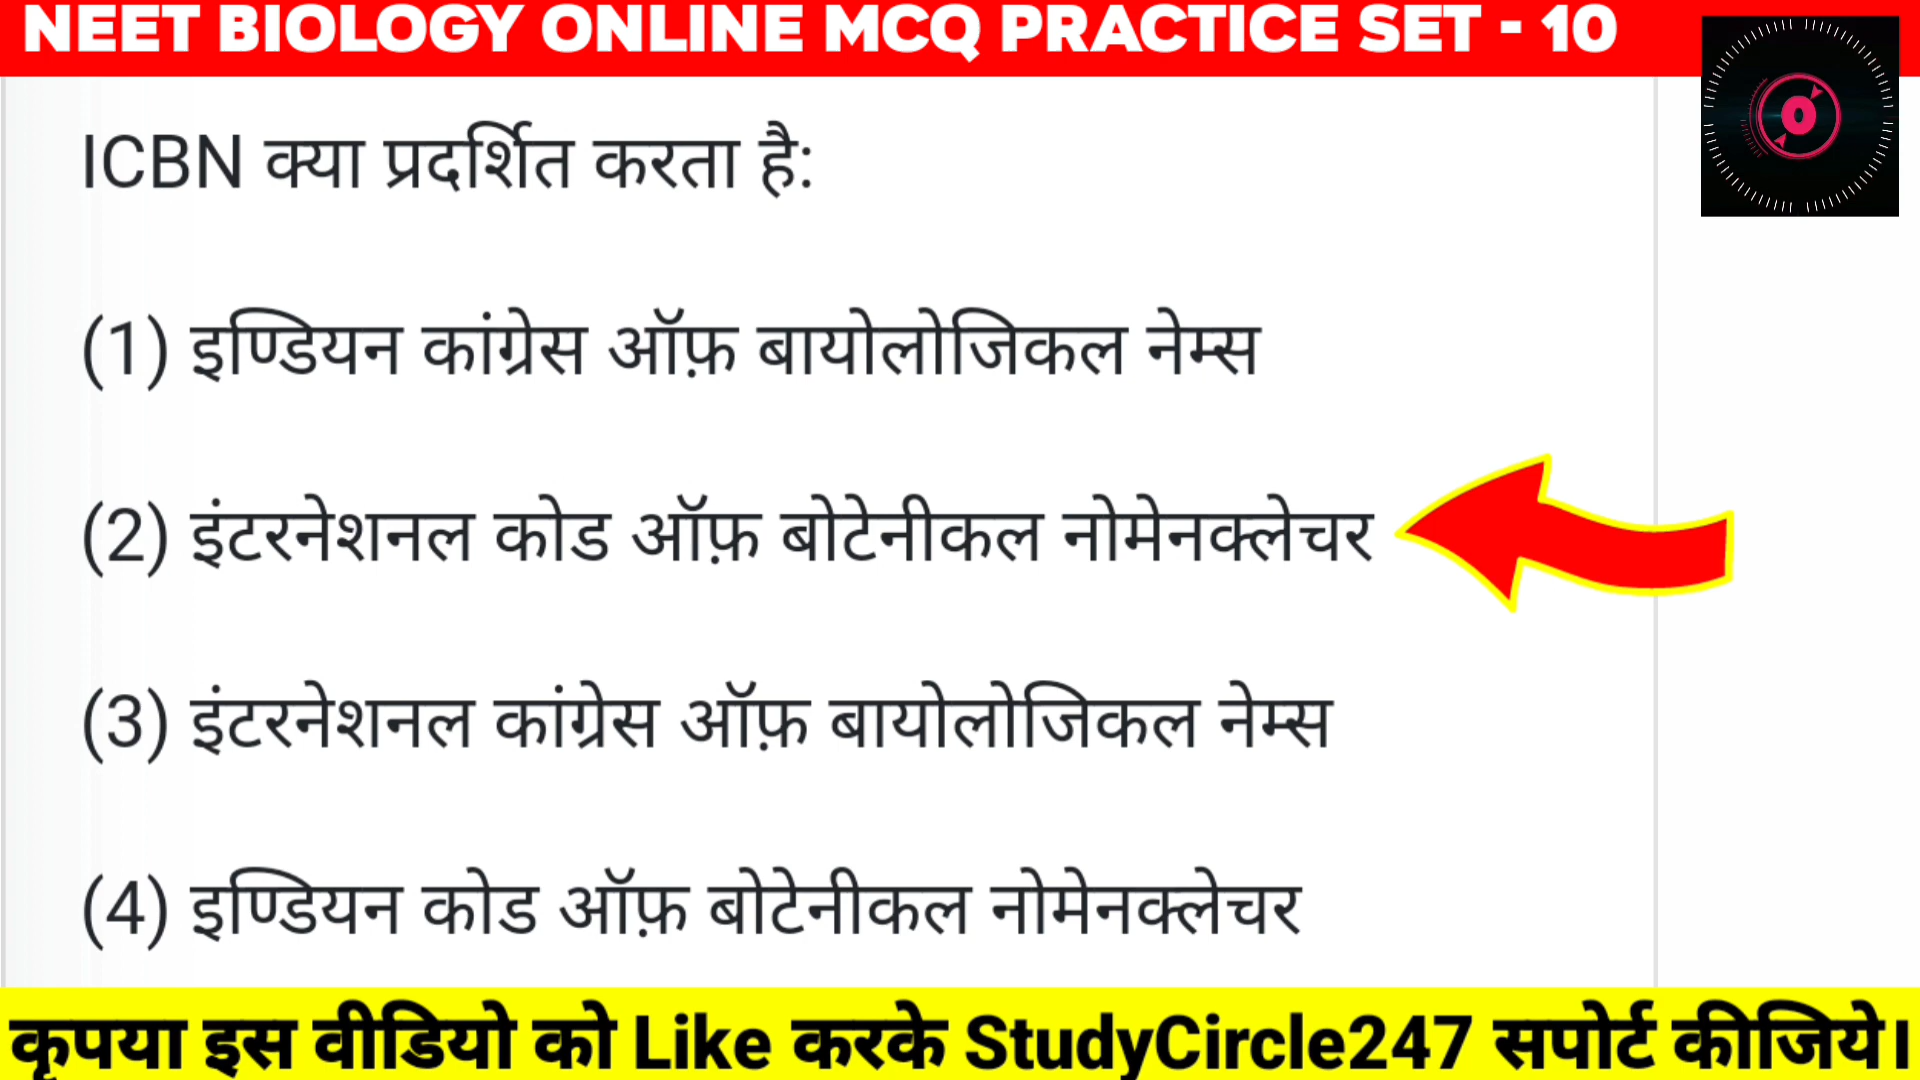 NEET BIOLOGY ONLINE MCQ PRACTICE SET - 10
0
ICBN क्या प्रदर्शित करता है:
(1) इण्डियन कांग्रेस ऑफ़ बायोलोजिकल नेम्स
(2) इंटरनेशनल कोड ऑफ़ बोटेनीकल नोमेनक्लेचर
(3) इंटरनेशनल कांग्रेस ऑफ़ बायोलोजिकल नेम्स
(4) इण्डियन कोड ऑफ़ बोटेनीकल नोमेनक्लेचर
कृपया इस वीडियो को Like करके StudyCircle247 सपोर्ट कीजिये।